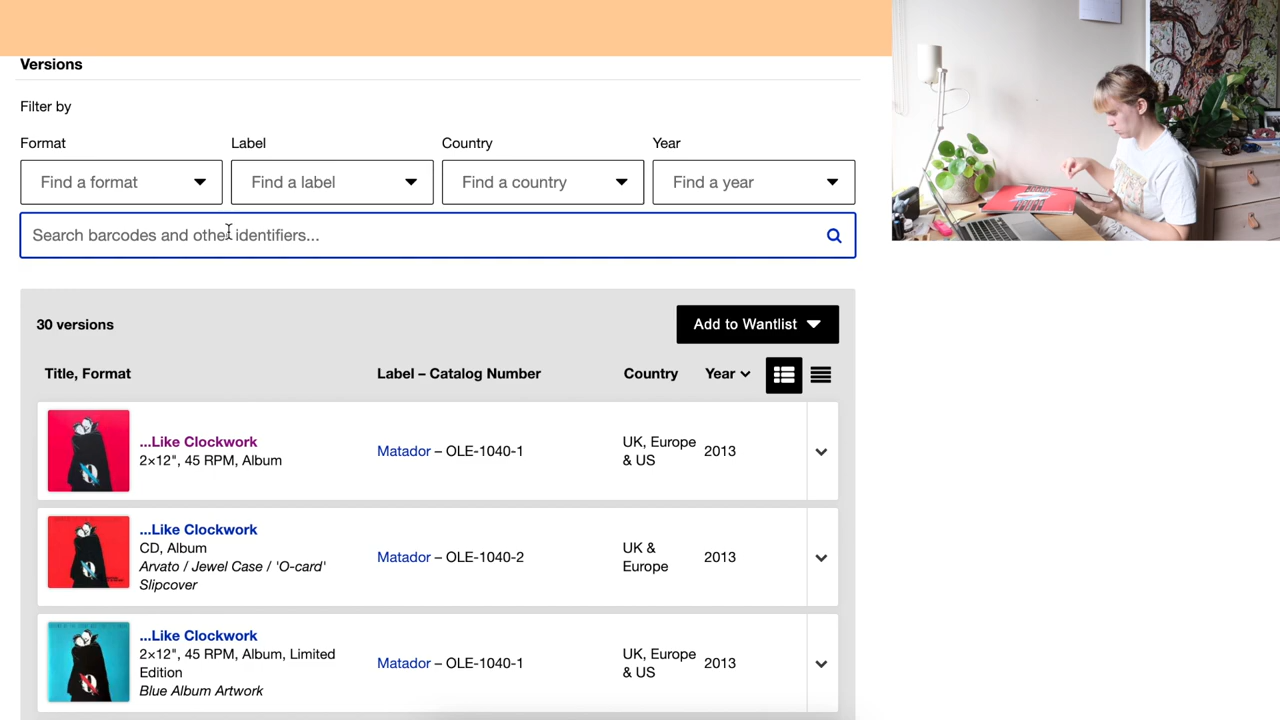 Versions
Filter by
Format Label Country Year
Find a format Find a label Find a country Find a year
Search barcodes and other identifiers...
30 versions
Add to Wantlist
Title, Format Label – Catalog Number Country Year
...Like Clockwork
2×12", 45 RPM, Album
Matador – OLE-1040-1
UK, Europe
& US
2013
...Like Clockwork
CD, Album
Arvato / Jewel Case / 'O-card'
Slipcover
Matador – OLE-1040-2
UK &
Europe
2013
...Like Clockwork
2×12", 45 RPM, Album, Limited
Edition
Blue Album Artwork
Matador – OLE-1040-1
UK, Europe
& US
2013